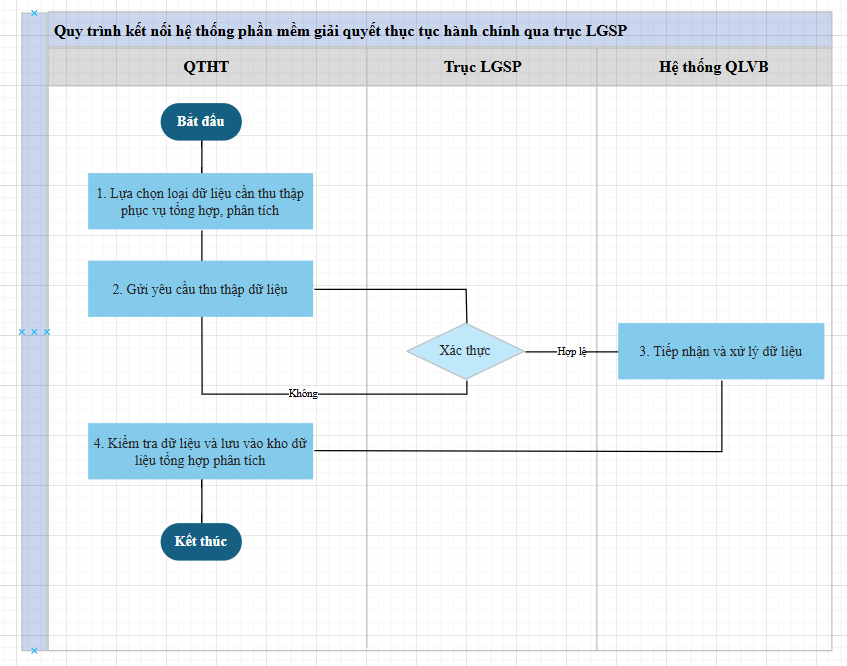 Quy trình kết nối hệ thống phần mềm giải quyết thục tục hành chính qua trục LGSP
QTHT
Trục LGSP
Hệ thống QLVB
Bắt đầu
1. Lựa chọn loại dữ liệu cần thu thập
phục vụ tổng hợp, phân tích
2. Gửi yêu cầu thu thập dữ liệu
Xác thực
Hợp lệ
3. Tiếp nhận và xử lý dữ liệu
Không
4. Kiểm tra dữ liệu và lưu vào kho dữ
liệu tổng hợp phân tích
Kết thúc